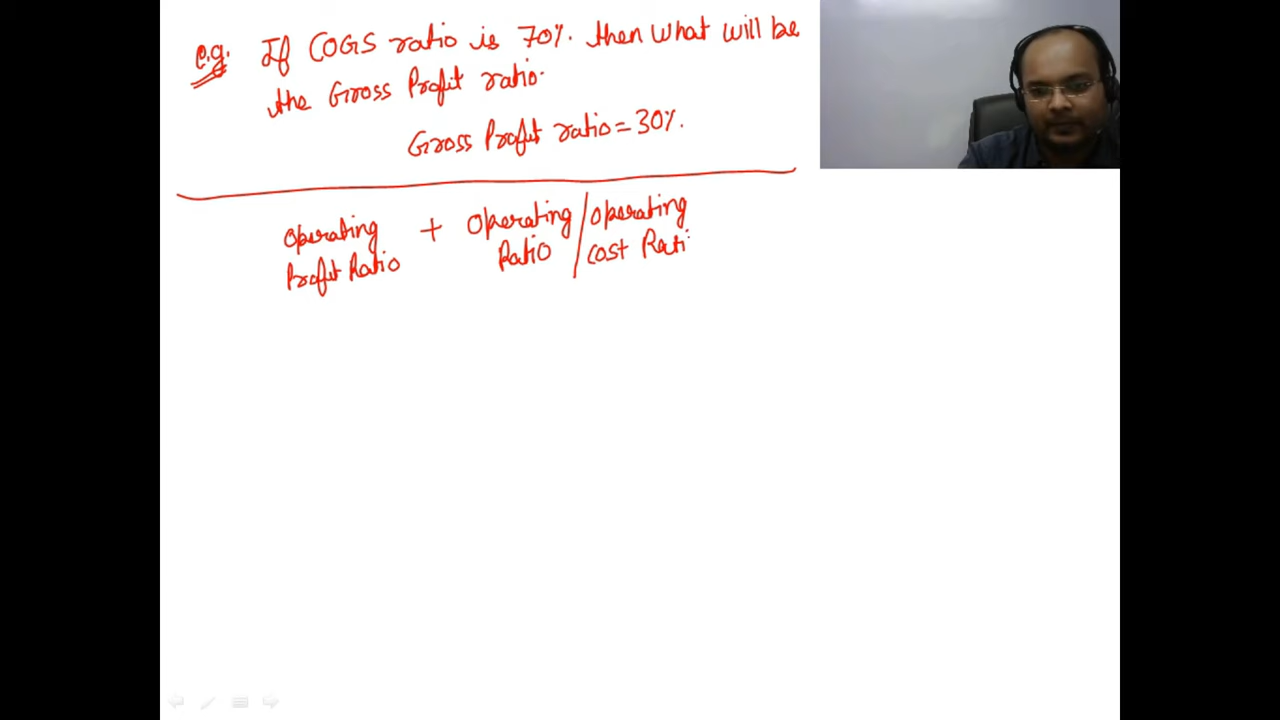 e.g. If COGS ratio is 70%. then what will be
the Gross Profit ratio.
Gross Profit ratio = 30%.
Operating + Operating / Operating
Profit Ratio Ratio cost Rati